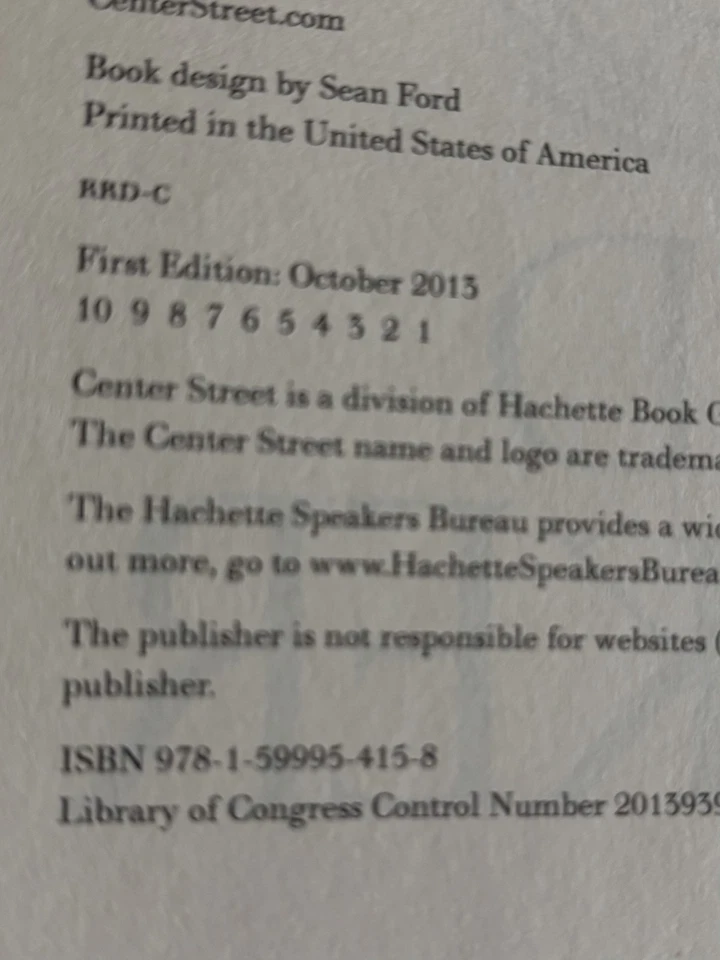 CenterStreet.com
Book design by Sean Ford
Printed in the United States of America
RRD-C
First Edition: October 2013
10 9 8 7 6 5 4 3 2 1
Center Street is a division of Hachette Book
The Center Street name and logo are
The Hachette Speakers Bureau provides a
out more, go to
The publisher is not responsible for websites
publisher.
ISBN 978-1-59995-415-8
Library of Congress Control Number